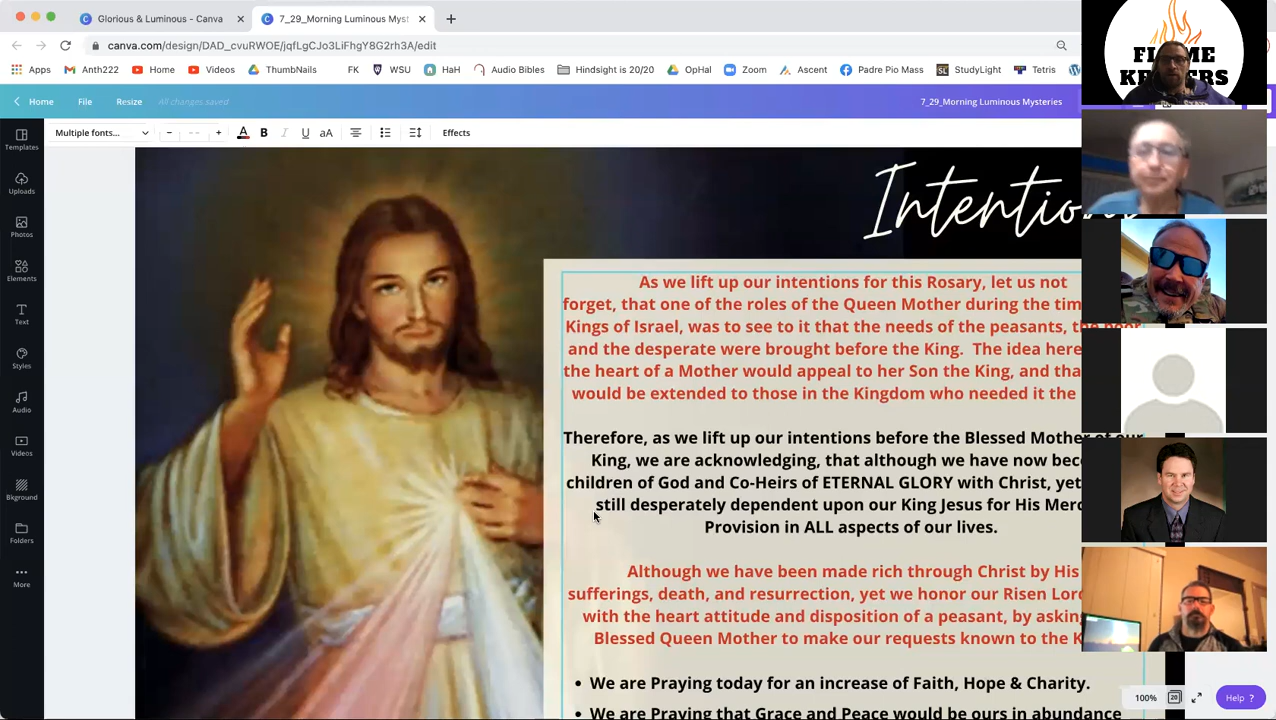 Glorious & Luminous - Canva
7_29_Morning Luminous Myst
canva.com/design/DAD_cvuRWOE/jqfLgCJo3LiFhgY8G2rh3A/edit
Apps
Anth222
Home
Videos
ThumbNails
FK
WSU
HaH
Audio Bibles
Hindsight is 20/20
OpHal
Zoom
Ascent
Padre Pio Mass
StudyLight
Tetris
Home
File
Resize
All changes saved
7_29_Morning Luminous Mysteries
Multiple fonts...
B
I
U
aA
Effects
Templates
Uploads
Photos
Elements
Text
Styles
Audio
Videos
Bkground
Folders
More
As we lift up our intentions for this Rosary, let us not
forget, that one of the roles of the Queen Mother during the tim
Kings of Israel, was to see to it that the needs of the peasants, the poor
and the desperate were brought before the King. The idea here
the heart of a Mother would appeal to her Son the King, and tha
would be extended to those in the Kingdom who needed it the
Therefore, as we lift up our intentions before the Blessed Mother of our
King, we are acknowledging, that although we have now bec
children of God and Co-Heirs of ETERNAL GLORY with Christ, yet
still desperately dependent upon our King Jesus for His Merc
Provision in ALL aspects of our lives.
Although we have been made rich through Christ by His
sufferings, death, and resurrection, yet we honor our Risen Lor
with the heart attitude and disposition of a peasant, by asking
Blessed Queen Mother to make our requests known to the K
• We are Praying today for an increase of Faith, Hope & Charity.
• We are Praying that Grace and Peace would be ours in abundance
100%
20
Help ?